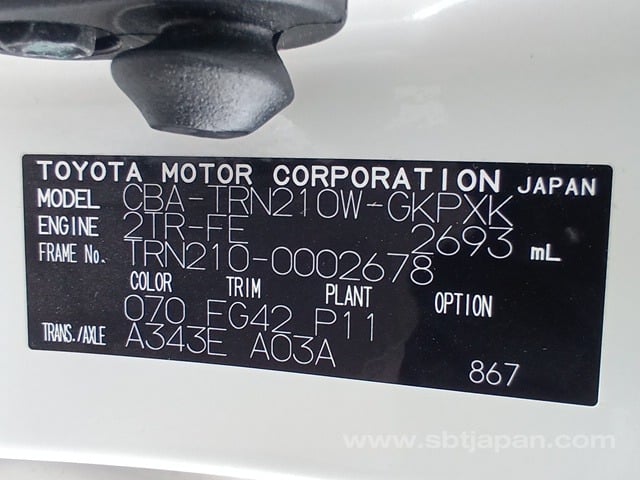 TOYOTA MOTOR CORPORATION JAPAN
MODEL CBA-TRN210W-GKPXK
ENGINE 2TR-FE 2693 mL
FRAME No. TRN210-0002678
COLOR TRIM PLANT OPTION
070 FG42 P11
TRANS./AXLE A343E A03A
867
www.sbtjapan.com